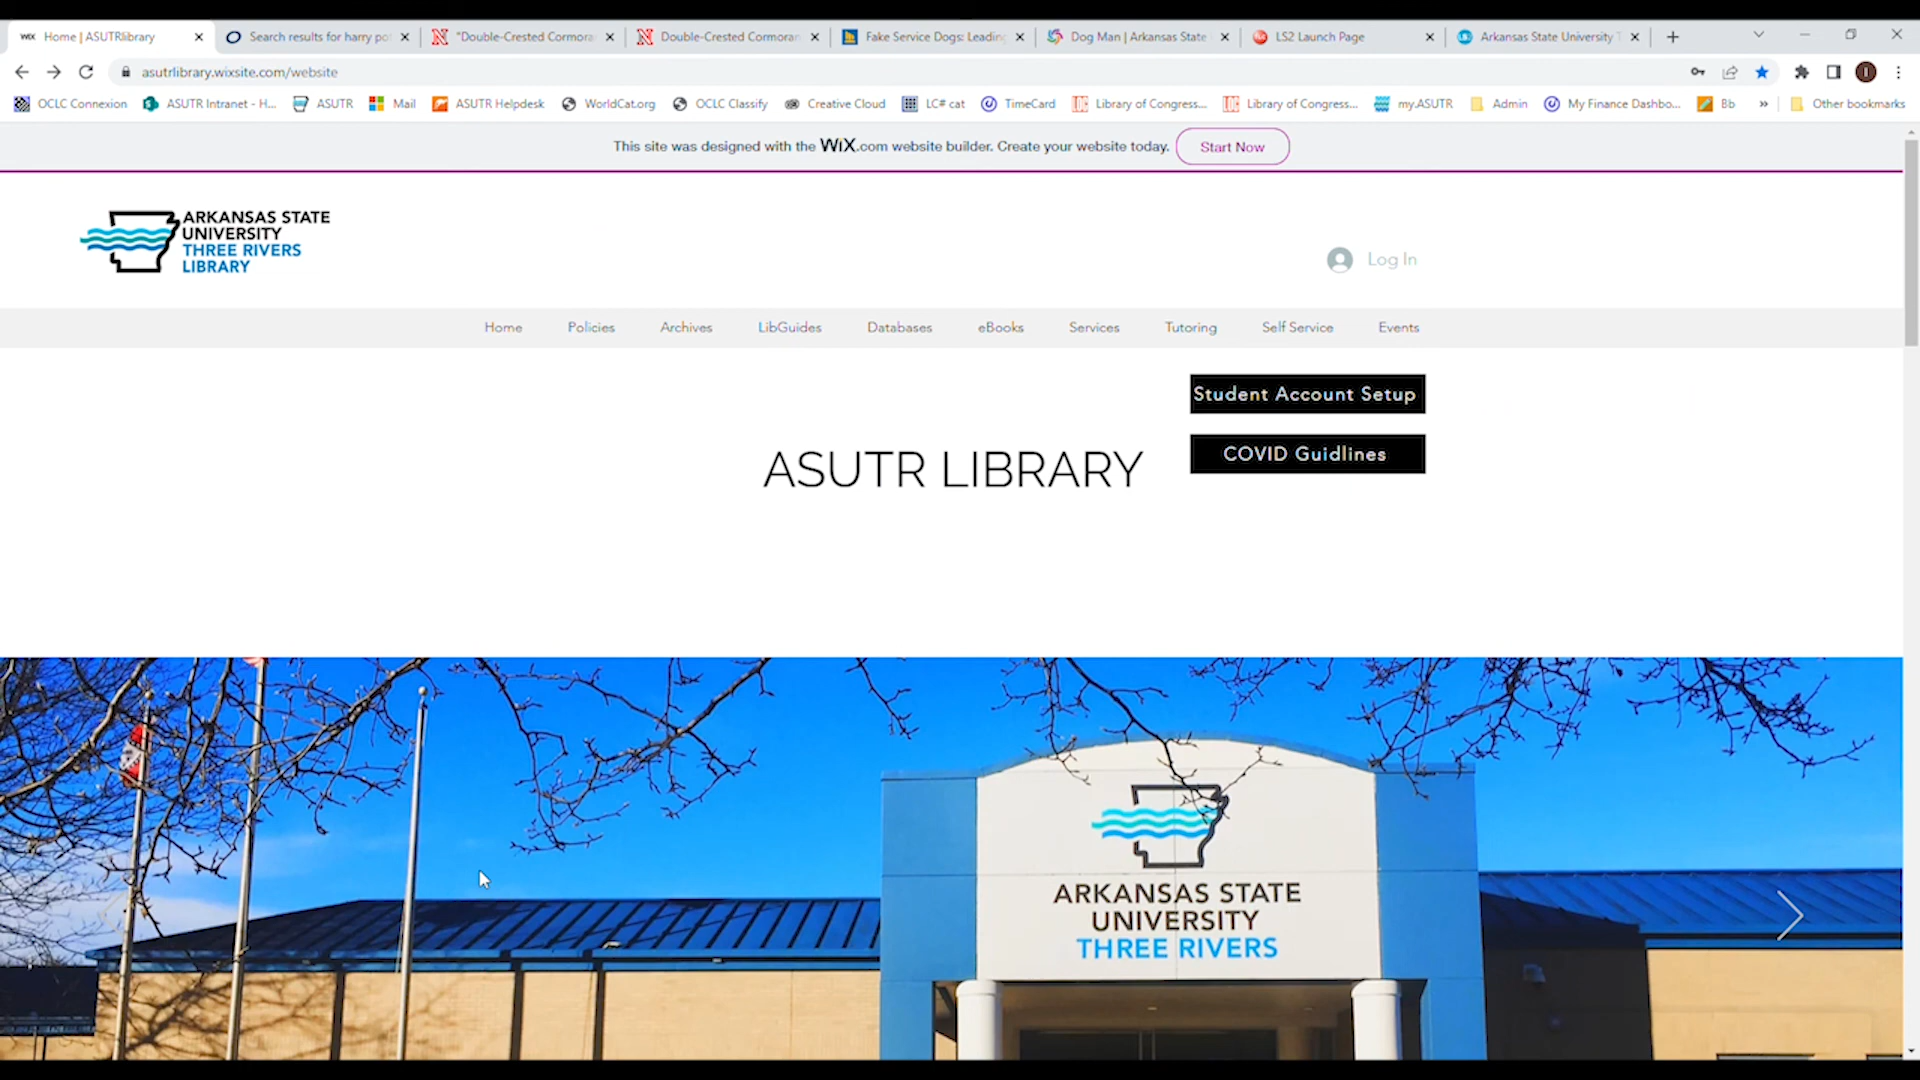 WiX Home | ASUTRlibrary
Search results for harry po
"Double-Crested Cormora
Double-Crested Cormoran
Fake Service Dogs: Leading
Dog Man | Arkansas State
LS2 Launch Page
Arkansas State University T
asutrlibrary.wixsite.com/website
OCLC Connexion ASUTR Intranet - H... ASUTR Mail ASUTR Helpdesk WorldCat.org OCLC Classify Creative Cloud LC# cat TimeCard Library of Congress... Library of Congress... my.ASUTR Admin My Finance Dashbo... Bb » Other bookmarks
This site was designed with the WiX.com website builder. Create your website today. Start Now
ARKANSAS STATE
UNIVERSITY
THREE RIVERS
LIBRARY
Log In
Home Policies Archives LibGuides Databases eBooks Services Tutoring Self Service Events
Student Account Setup
COVID Guidlines
ASUTR LIBRARY
ARKANSAS STATE
UNIVERSITY
THREE RIVERS